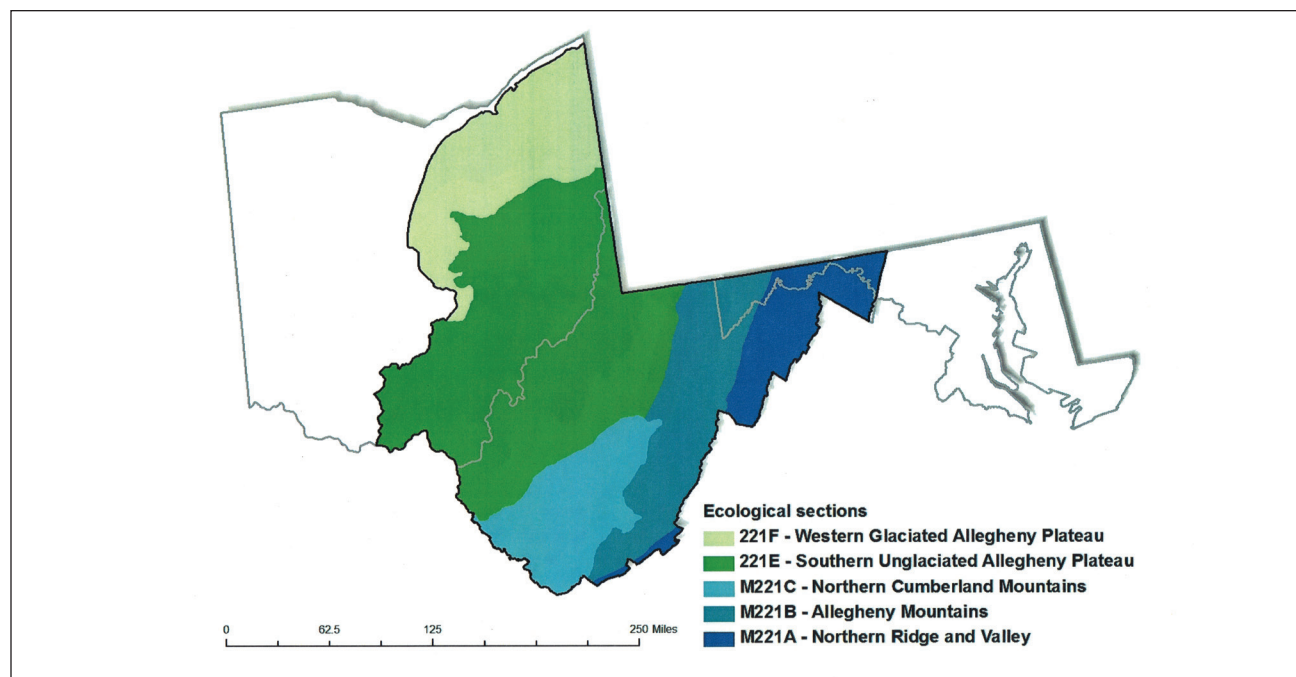 Ecological sections
221F - Western Glaciated Allegheny Plateau
221E - Southern Unglaciated Allegheny Plateau
M221C - Northern Cumberland Mountains
M221B - Allegheny Mountains
M221A - Northern Ridge and Valley
0 62.5 125 250 Miles